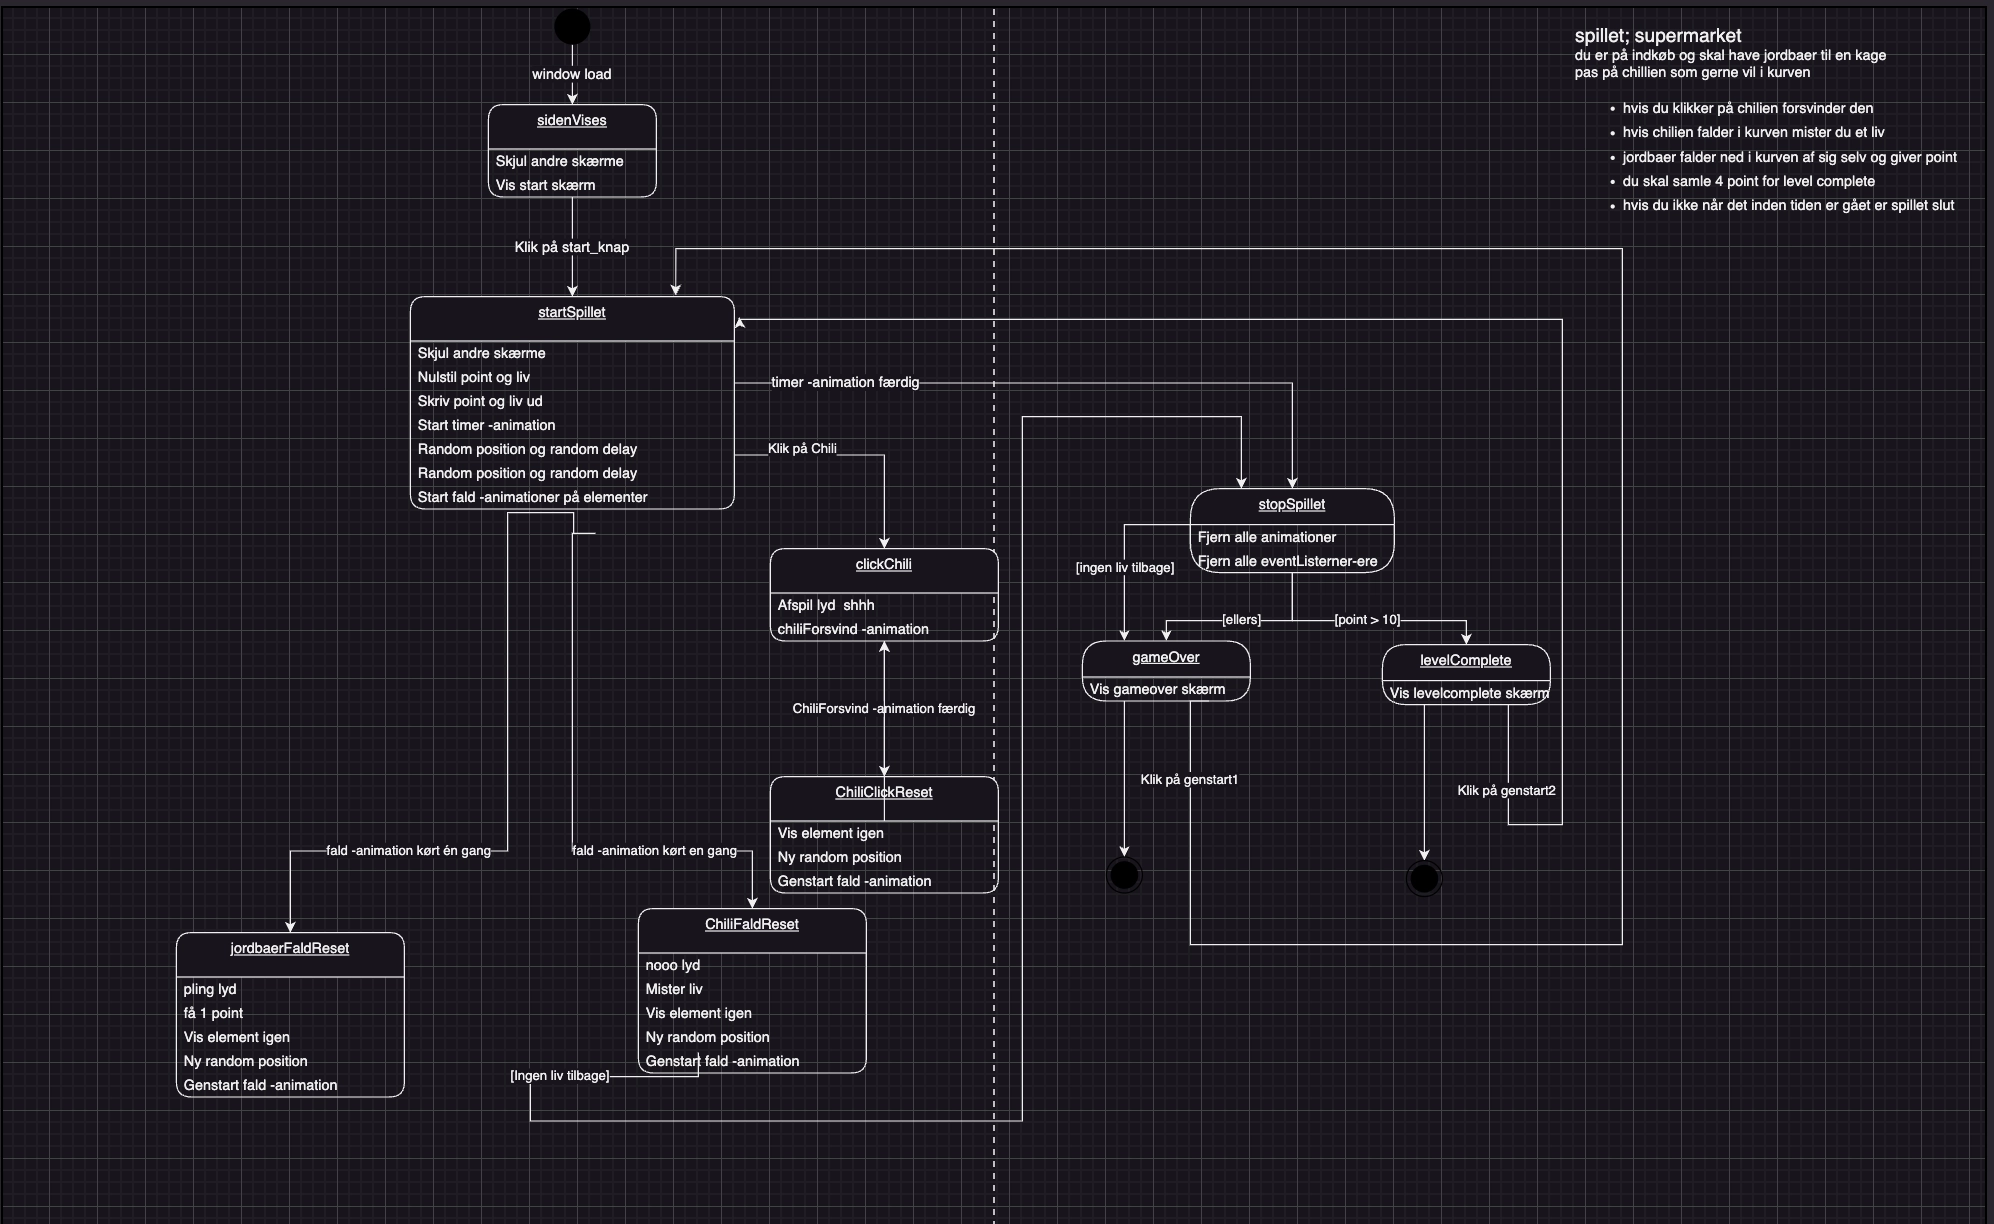 spillet; supermarket
du er på indkøb og skal have jordbaer til en kage
pas på chillien som gerne vil i kurven
• hvis du klikker på chilien forsvinder den
• hvis chilien falder i kurven mister du et liv
• jordbaer falder ned i kurven af sig selv og giver point
• du skal samle 4 point for level complete
• hvis du ikke når det inden tiden er gået er spillet slut
window load
sidenVises
Skjul andre skærme
Vis start skærm
Klik på start_knap
startSpillet
Skjul andre skærme
Nulstil point og liv
Skriv point og liv ud
Start timer -animation
Random position og random delay
Random position og random delay
Start fald -animationer på elementer
timer -animation færdig
Klik på Chili
clickChili
Afspil lyd  shhh
chiliForsvind -animation
ChiliForsvind -animation færdig
ChiliClickReset
Vis element igen
Ny random position
Genstart fald -animation
fald -animation kørt én gang
fald -animation kørt en gang
jordbaerFaldReset
pling lyd
få 1 point
Vis element igen
Ny random position
Genstart fald -animation
ChiliFaldReset
nooo lyd
Mister liv
Vis element igen
Ny random position
Genstart fald -animation
[Ingen liv tilbage]
stopSpillet
Fjern alle animationer
Fjern alle eventListerner-ere
[ingen liv tilbage]
[ellers]
[point > 10]
gameOver
Vis gameover skærm
levelComplete
Vis levelcomplete skærm
Klik på genstart1
Klik på genstart2